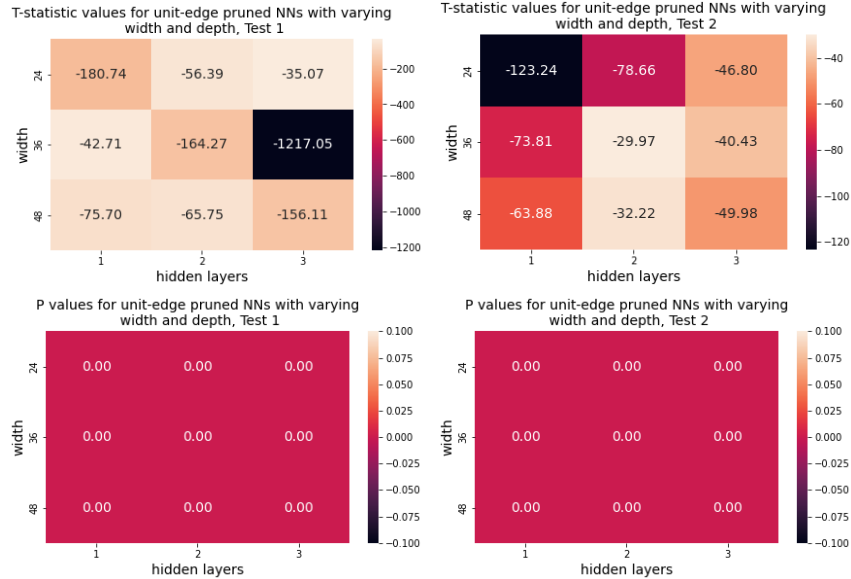 T-statistic values for unit-edge pruned NNs with varying
width and depth, Test 1
24
36
48
width
-180.74 -56.39 -35.07
-42.71 -164.27 -1217.05
-75.70 -65.75 -156.11
1 2 3
hidden layers
-200
-400
-600
-800
-1000
-1200
T-statistic values for unit-edge pruned NNs with varying
width and depth, Test 2
24
36
48
width
-123.24 -78.66 -46.80
-73.81 -29.97 -40.43
-63.88 -32.22 -49.98
1 2 3
hidden layers
-40
-60
-80
-100
-120
P values for unit-edge pruned NNs with varying
width and depth, Test 1
24
36
48
width
0.00 0.00 0.00
0.00 0.00 0.00
0.00 0.00 0.00
1 2 3
hidden layers
0.100
0.075
0.050
0.025
0.000
-0.025
-0.050
-0.075
-0.100
P values for unit-edge pruned NNs with varying
width and depth, Test 2
24
36
48
width
0.00 0.00 0.00
0.00 0.00 0.00
0.00 0.00 0.00
1 2 3
hidden layers
0.100
0.075
0.050
0.025
0.000
-0.025
-0.050
-0.075
-0.100